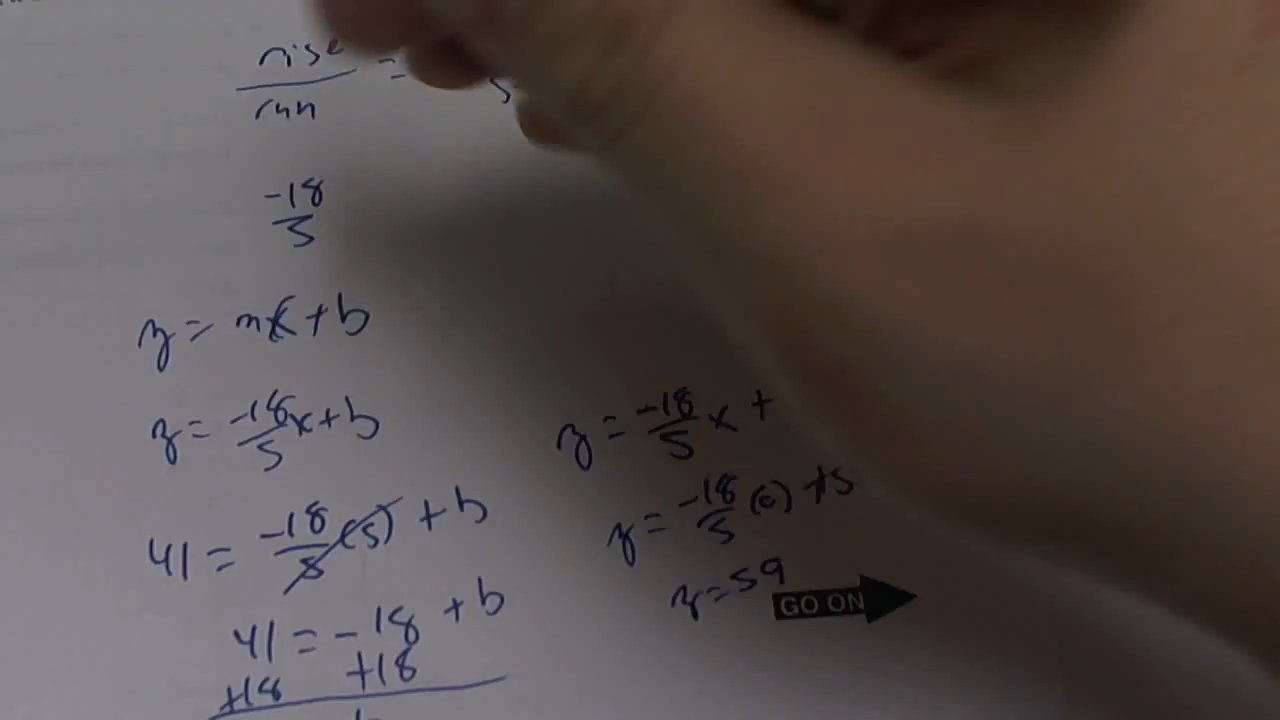 rise
run
=
-18
5
y = mx + b
y = -18/5 x + b
41 = -18/5 (5) + b
41 = -18 + b
+18 +18
y = -18/5 x +
y = -18/5 (0) + 5
y = 59
GO ON